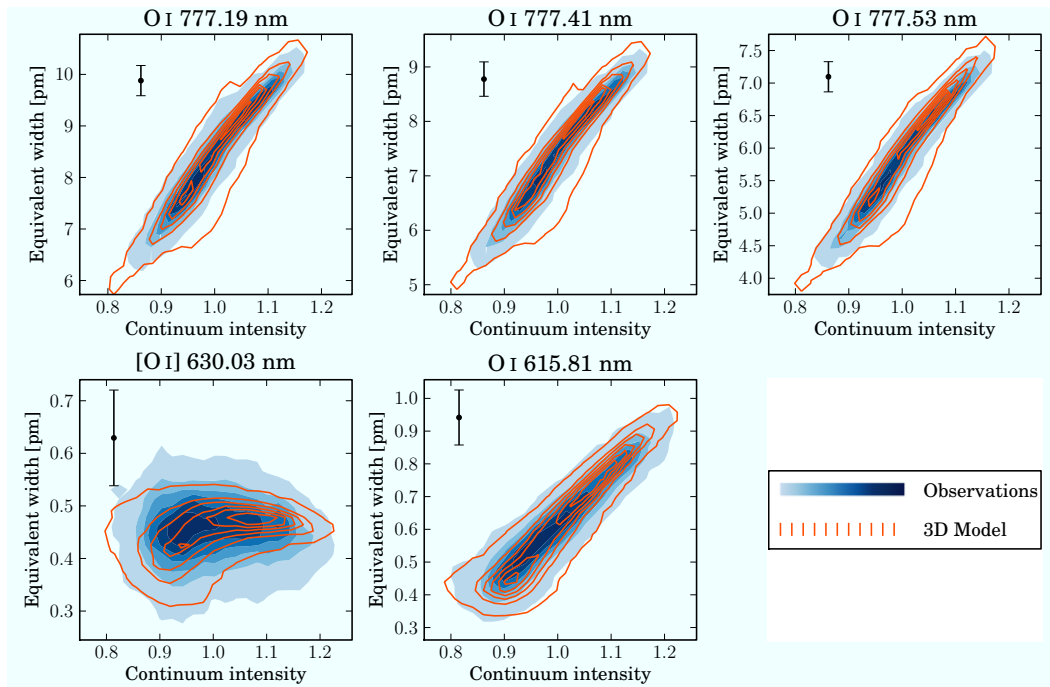 O I 777.19 nm
Equivalent width [pm]
10
9
8
7
6
0.8 0.9 1.0 1.1 1.2
Continuum intensity
O I 777.41 nm
Equivalent width [pm]
9
8
7
6
5
0.8 0.9 1.0 1.1 1.2
Continuum intensity
O I 777.53 nm
Equivalent width [pm]
7.5
7.0
6.5
6.0
5.5
5.0
4.5
4.0
0.8 0.9 1.0 1.1 1.2
Continuum intensity
[O I] 630.03 nm
Equivalent width [pm]
0.7
0.6
0.5
0.4
0.3
0.8 0.9 1.0 1.1 1.2
Continuum intensity
O I 615.81 nm
Equivalent width [pm]
1.0
0.9
0.8
0.7
0.6
0.5
0.4
0.3
0.8 0.9 1.0 1.1 1.2
Continuum intensity
Observations
3D Model